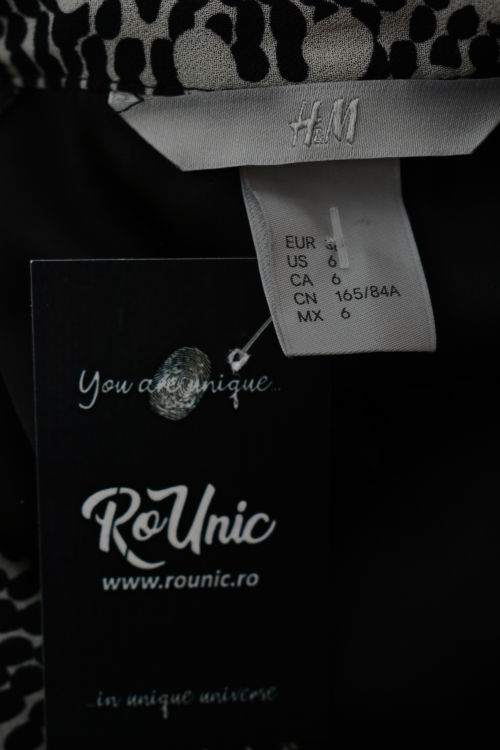 H&M
EUR
US 6
CA 6
CN 165/84A
MX 6
You are unique...
RoUnic
www.rounic.ro
...in unique universe